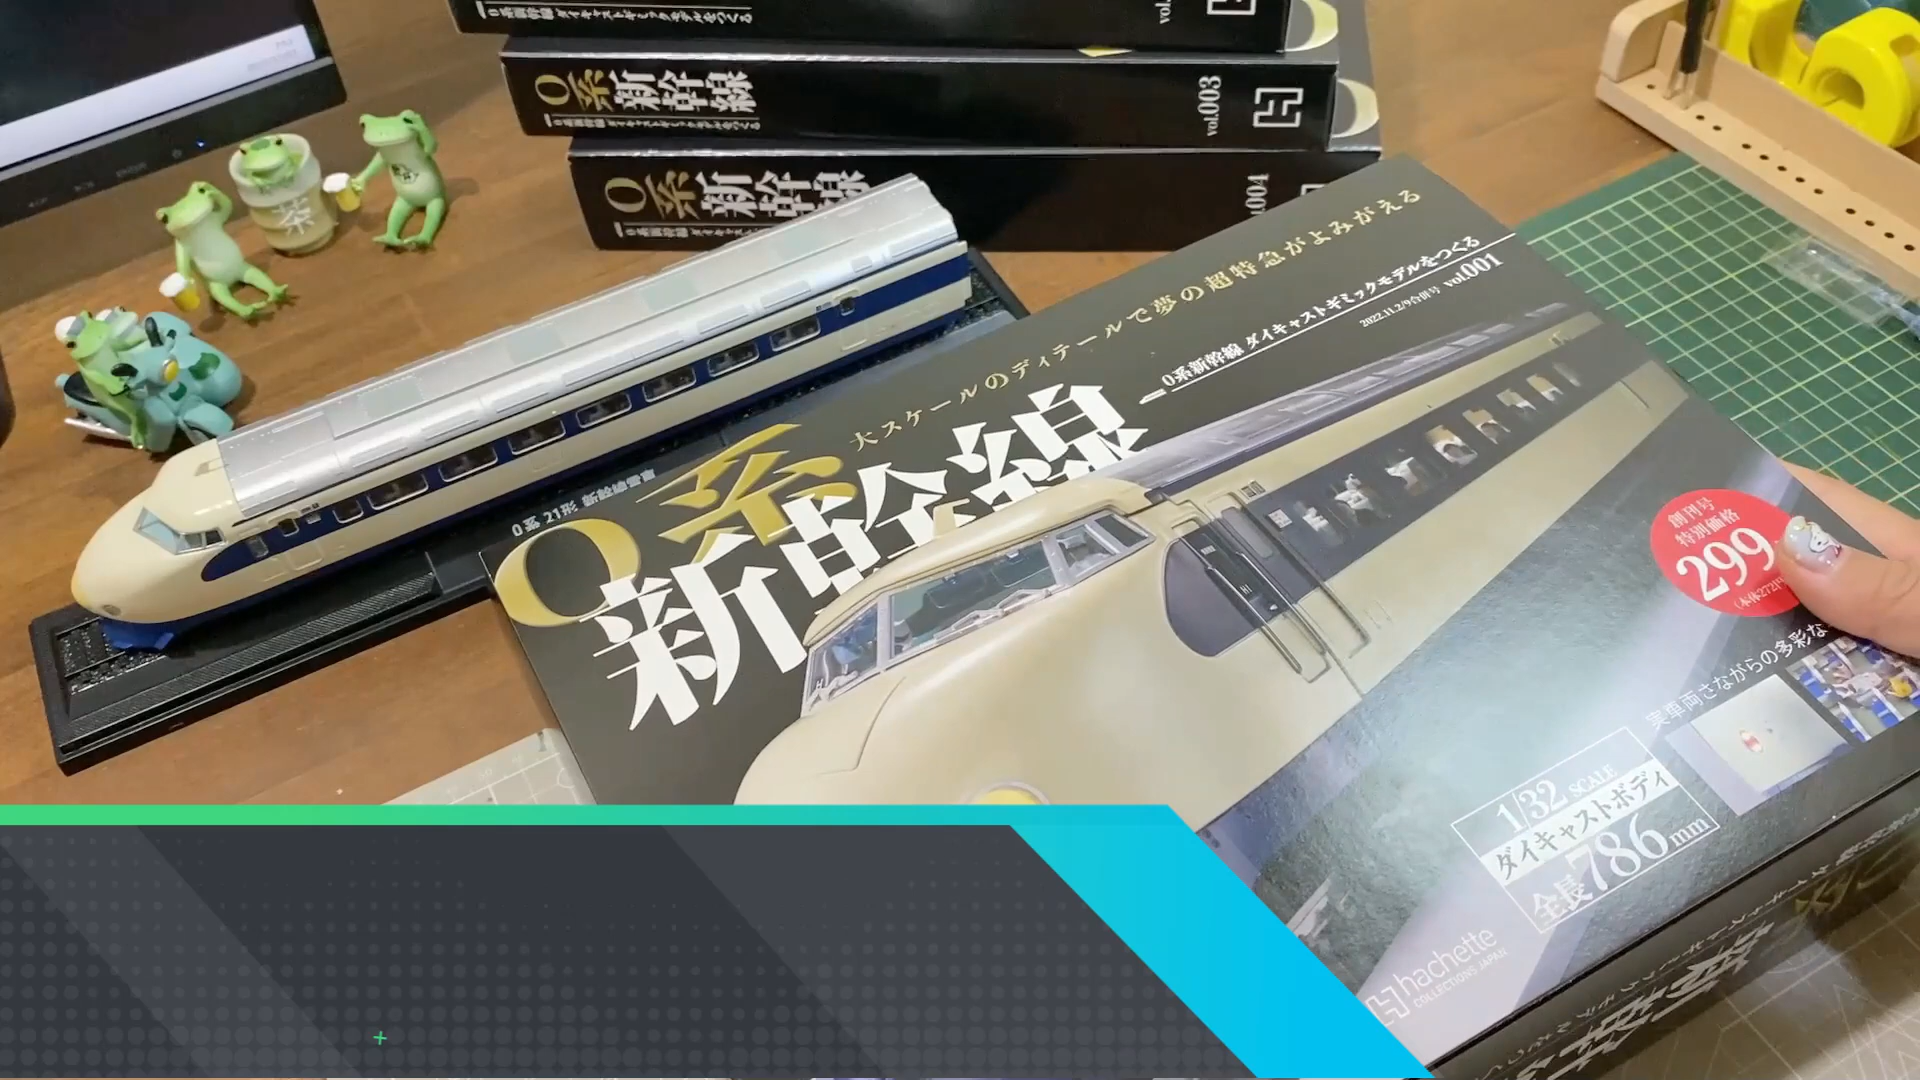 0系新幹線
vol.003
0系新幹線
.004
茶
大スケールのディテールで夢の超特急がよみがえる
0系新幹線 ダイキャストギミックモデルをつくる
2022.11.2/9合併号 vol.001
0系 21形 新幹線電車
0系
新幹線
創刊号
特別価格
299
実車両さながらの多彩な
1/32 SCALE
ダイキャストボディ
全長786mm
hachette
COLLECTIONS JAPAN